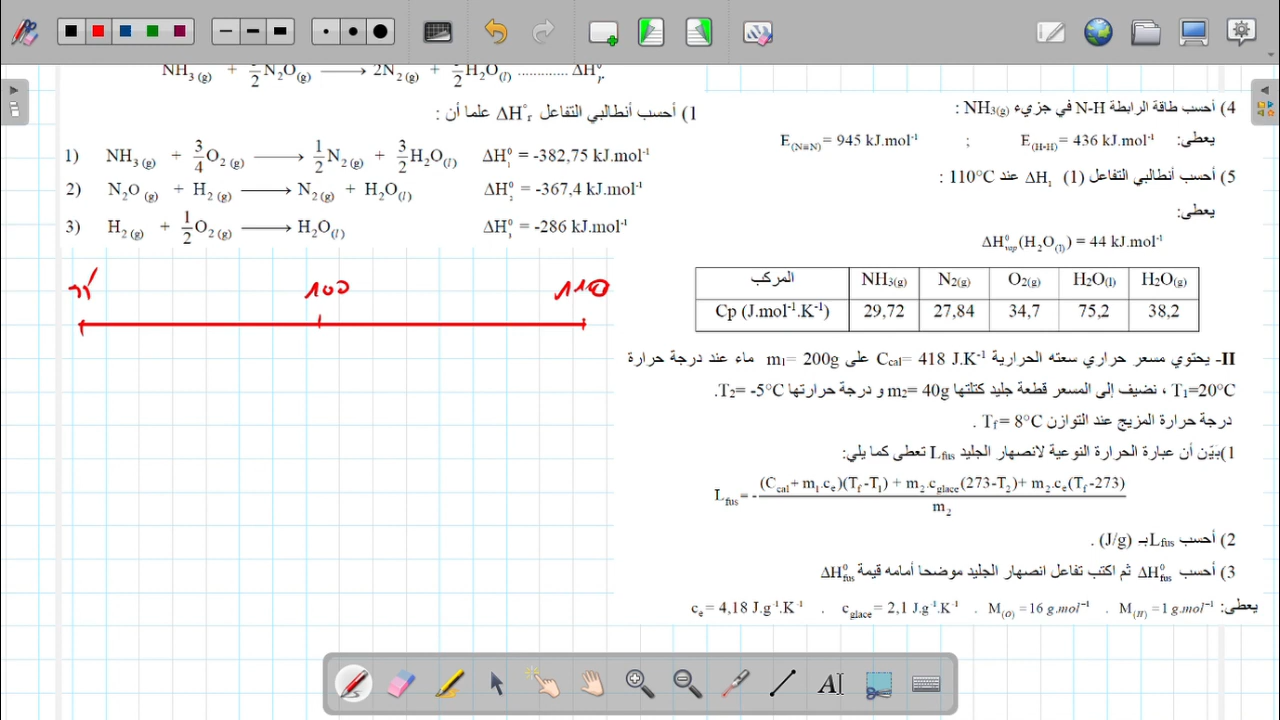 NH3 (g) + 1/2 N2O(g) ⟶ 2N2 (g) + 1/2 H2O(l) ............. ΔH°r
1) أحسب أنطالبي التفاعل ΔH°r علما أن :
1) NH3 (g) + 3/4 O2 (g) ⟶ 1/2 N2 (g) + 3/2 H2O(l) ΔH°1 = -382,75 kJ.mol-1
2) N2O (g) + H2 (g) ⟶ N2 (g) + H2O(l) ΔH°2 = -367,4 kJ.mol-1
3) H2 (g) + 1/2 O2 (g) ⟶ H2O(l) ΔH° = -286 kJ.mol-1
100
110
4) أحسب طاقة الرابطة N-H في جزيء NH3(g) :
يعطى: E(H-H)= 436 kJ.mol-1 ; E(N≡N)= 945 kJ.mol-1
5) أحسب أنطالبي التفاعل (1) ΔH1 عند 110°C :
يعطى:
ΔH°vap(H2O(l)) = 44 kJ.mol-1
المركب NH3(g) N2(g) O2(g) H2O(l) H2O(g)
Cp (J.mol-1.K-1) 29,72 27,84 34,7 75,2 38,2
II- يحتوي مسعر حراري سعته الحرارية Ccal= 418 J.K-1 على m1= 200g ماء عند درجة حرارة
T1=20°C ، نضيف إلى المسعر قطعة جليد كتلتها m2= 40g و درجة حرارتها T2= -5°C.
درجة حرارة المزيج عند التوازن Tf= 8°C .
1) بيّن أن عبارة الحرارة النوعية لانصهار الجليد Lfus تعطى كما يلي:
Lfus = - (Ccal+ m1.ce)(Tf-T1) + m2.cglace(273-T2)+ m2.ce(Tf-273) / m2
2) أحسب Lfus بـ (J/g) .
3) أحسب ΔH°fus ثم اكتب تفاعل انصهار الجليد موضحا أمامه قيمة ΔH°fus
يعطى: M(H) = 1 g.mol-1 . M(O) = 16 g.mol-1 . cglace= 2,1 J.g-1.K-1 . ce = 4,18 J.g-1.K-1